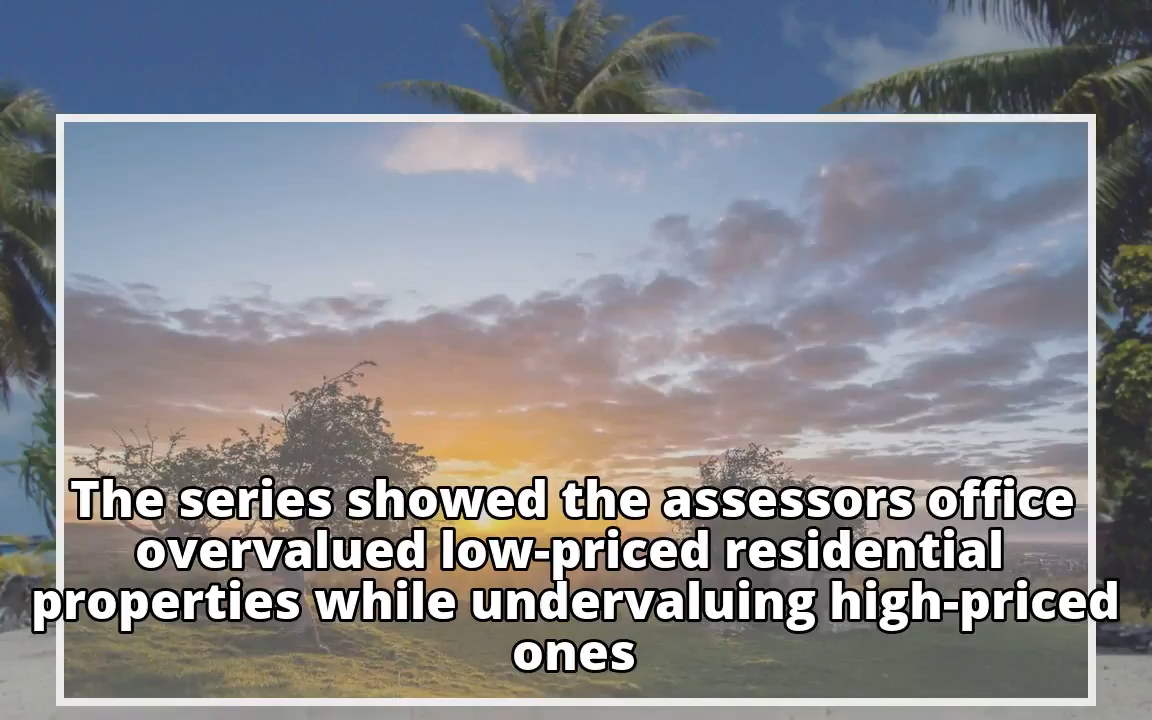 The series showed the assessors office
overvalued low-priced residential
properties while undervaluing high-priced
ones